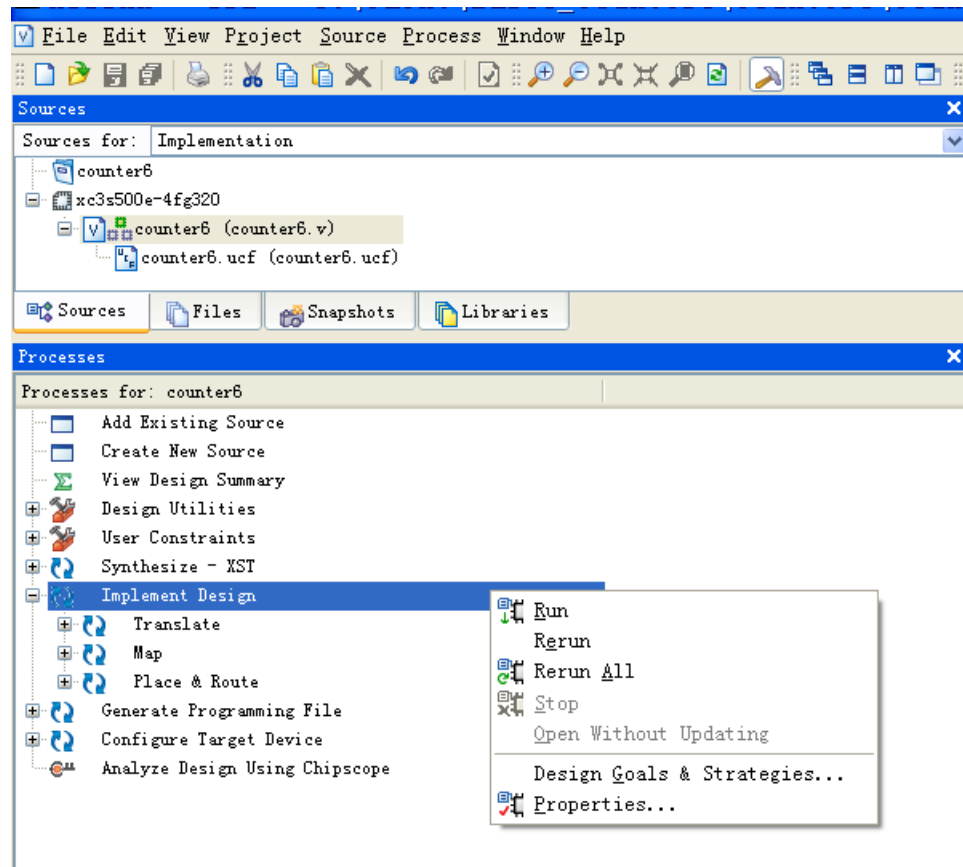 File Edit View Project Source Process Window Help
Sources
Sources for: Implementation
counter6
xc3s500e-4fg320
counter6 (counter6.v)
counter6.ucf (counter6.ucf)
Sources Files Snapshots Libraries
Processes
Processes for: counter6
Add Existing Source
Create New Source
View Design Summary
Design Utilities
User Constraints
Synthesize - XST
Implement Design
Translate
Map
Place & Route
Generate Programming File
Configure Target Device
Analyze Design Using Chipscope
Run
Rerun
Rerun All
Stop
Open Without Updating
Design Goals & Strategies...
Properties...